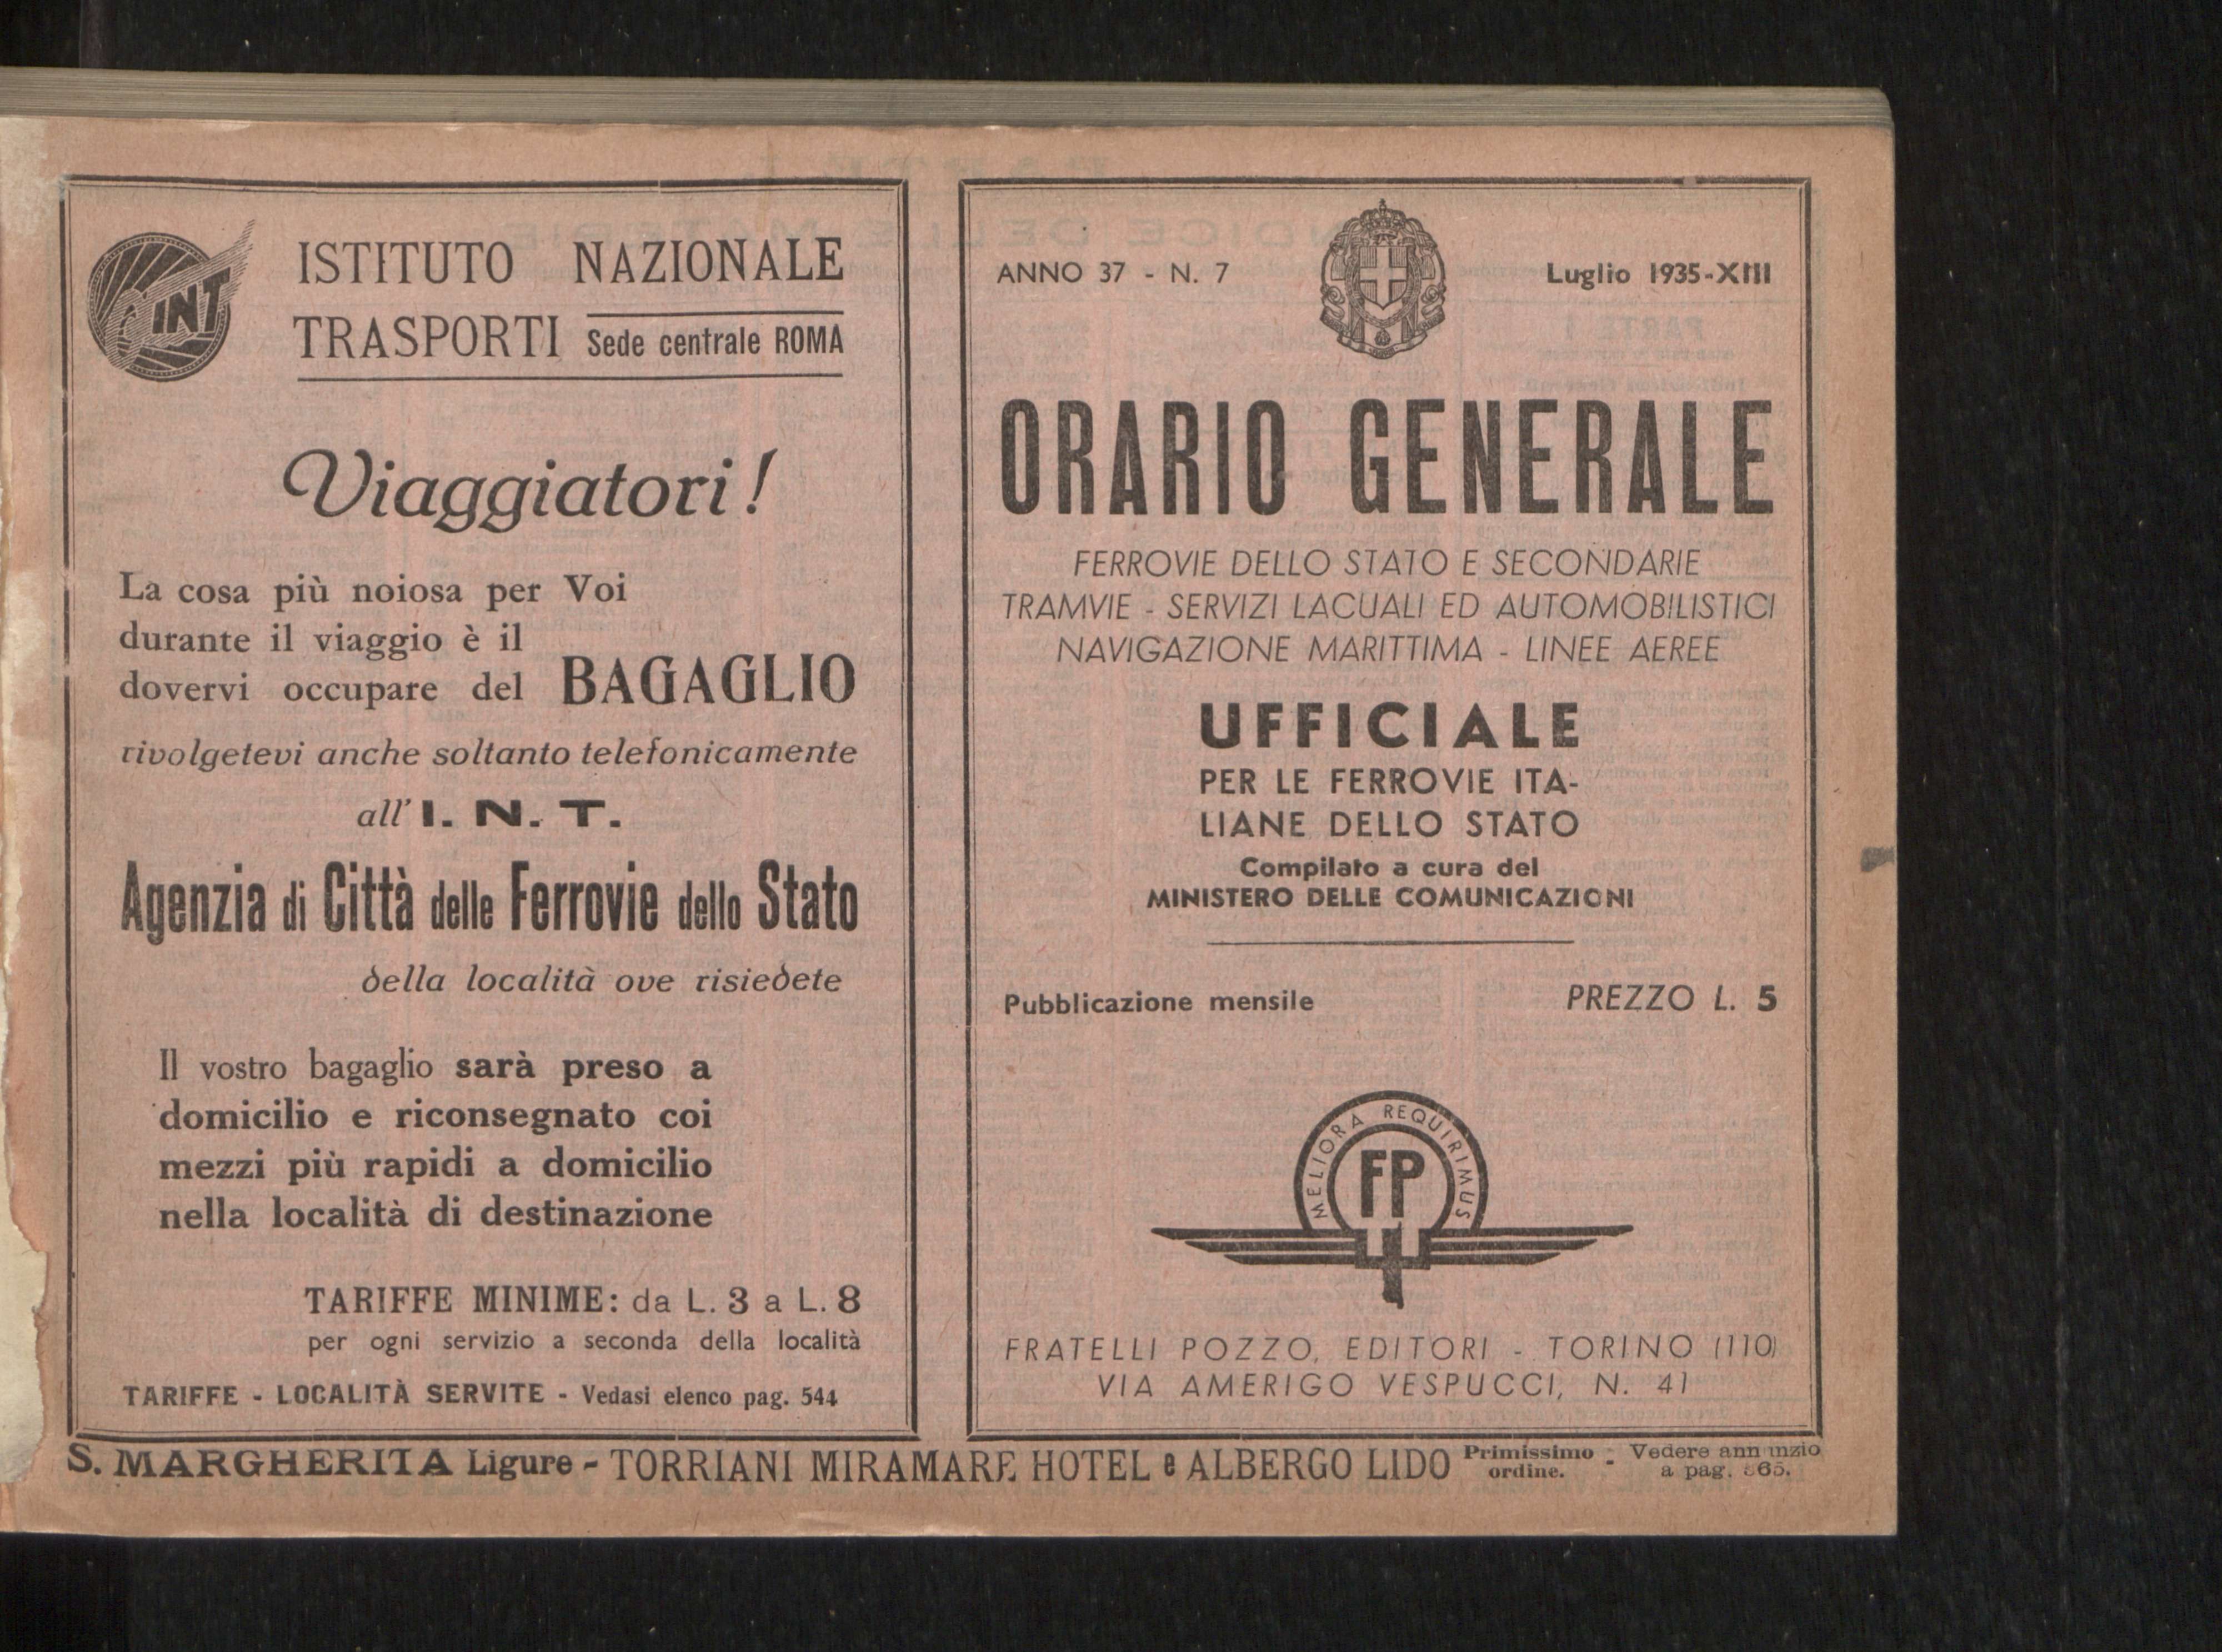 INT
ISTITUTO NAZIONALE
TRASPORTI Sede centrale ROMA
Viaggiatori!
La cosa più noiosa per Voi
durante il viaggio è il
dovervi occupare del BAGAGLIO
rivolgetevi anche soltanto telefonicamente
all' I. N. T.
Agenzia di Città delle Ferrovie dello Stato
della località ove risiedete
Il vostro bagaglio sarà preso a
domicilio e riconsegnato coi
mezzi più rapidi a domicilio
nella località di destinazione
TARIFFE MINIME: da L. 3 a L. 8
per ogni servizio a seconda della località
TARIFFE - LOCALITÀ SERVITE - Vedasi elenco pag. 544
ANNO 37 - N. 7
Luglio 1935-XIII
ORARIO GENERALE
FERROVIE DELLO STATO E SECONDARIE
TRAMVIE - SERVIZI LACUALI ED AUTOMOBILISTICI
NAVIGAZIONE MARITTIMA - LINEE AEREE
UFFICIALE
PER LE FERROVIE ITA-
LIANE DELLO STATO
Compilato a cura del
MINISTERO DELLE COMUNICAZIONI
Pubblicazione mensile
PREZZO L. 5
MELIORA REQUIRIMUS
FP
FRATELLI POZZO, EDITORI - TORINO (110)
VIA AMERIGO VESPUCCI, N. 41
S. MARGHERITA Ligure - TORRIANI MIRAMARE HOTEL e ALBERGO LIDO Primissimo ordine. : Vedere annunzio a pag.